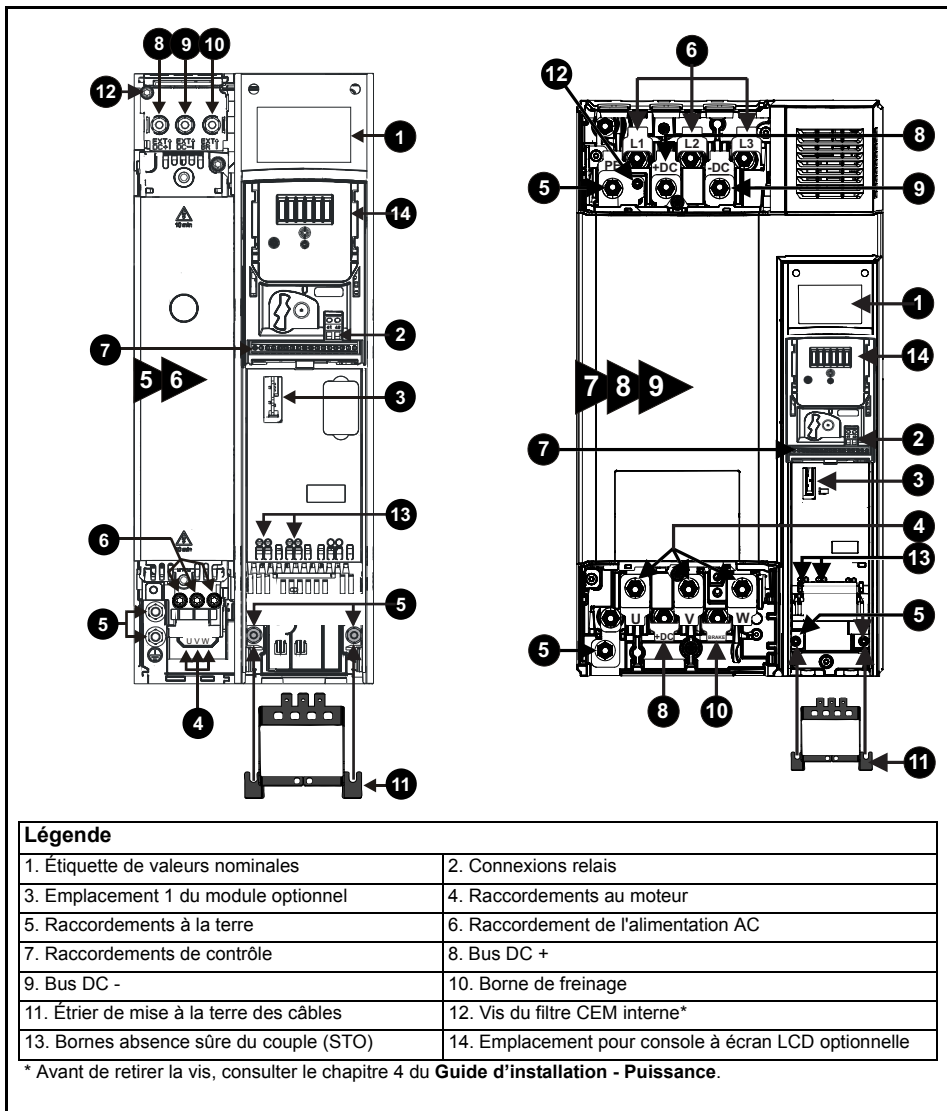 8 9 10
12
1
14
2
7
5 6
3
13
6
5
5
4
11
6
12
8
L1 L2 L3
PE +DC -DC
5
9
1
14
7 8 9
2
7
3
4
13
5
U V W
+DC BRAKE
5
8 10
11
10 min
U V W
Légende
1. Étiquette de valeurs nominales
2. Connexions relais
3. Emplacement 1 du module optionnel
4. Raccordements au moteur
5. Raccordements à la terre
6. Raccordement de l'alimentation AC
7. Raccordements de contrôle
8. Bus DC +
9. Bus DC -
10. Borne de freinage
11. Étrier de mise à la terre des câbles
12. Vis du filtre CEM interne*
13. Bornes absence sûre du couple (STO)
14. Emplacement pour console à écran LCD optionnelle
* Avant de retirer la vis, consulter le chapitre 4 du Guide d'installation - Puissance.